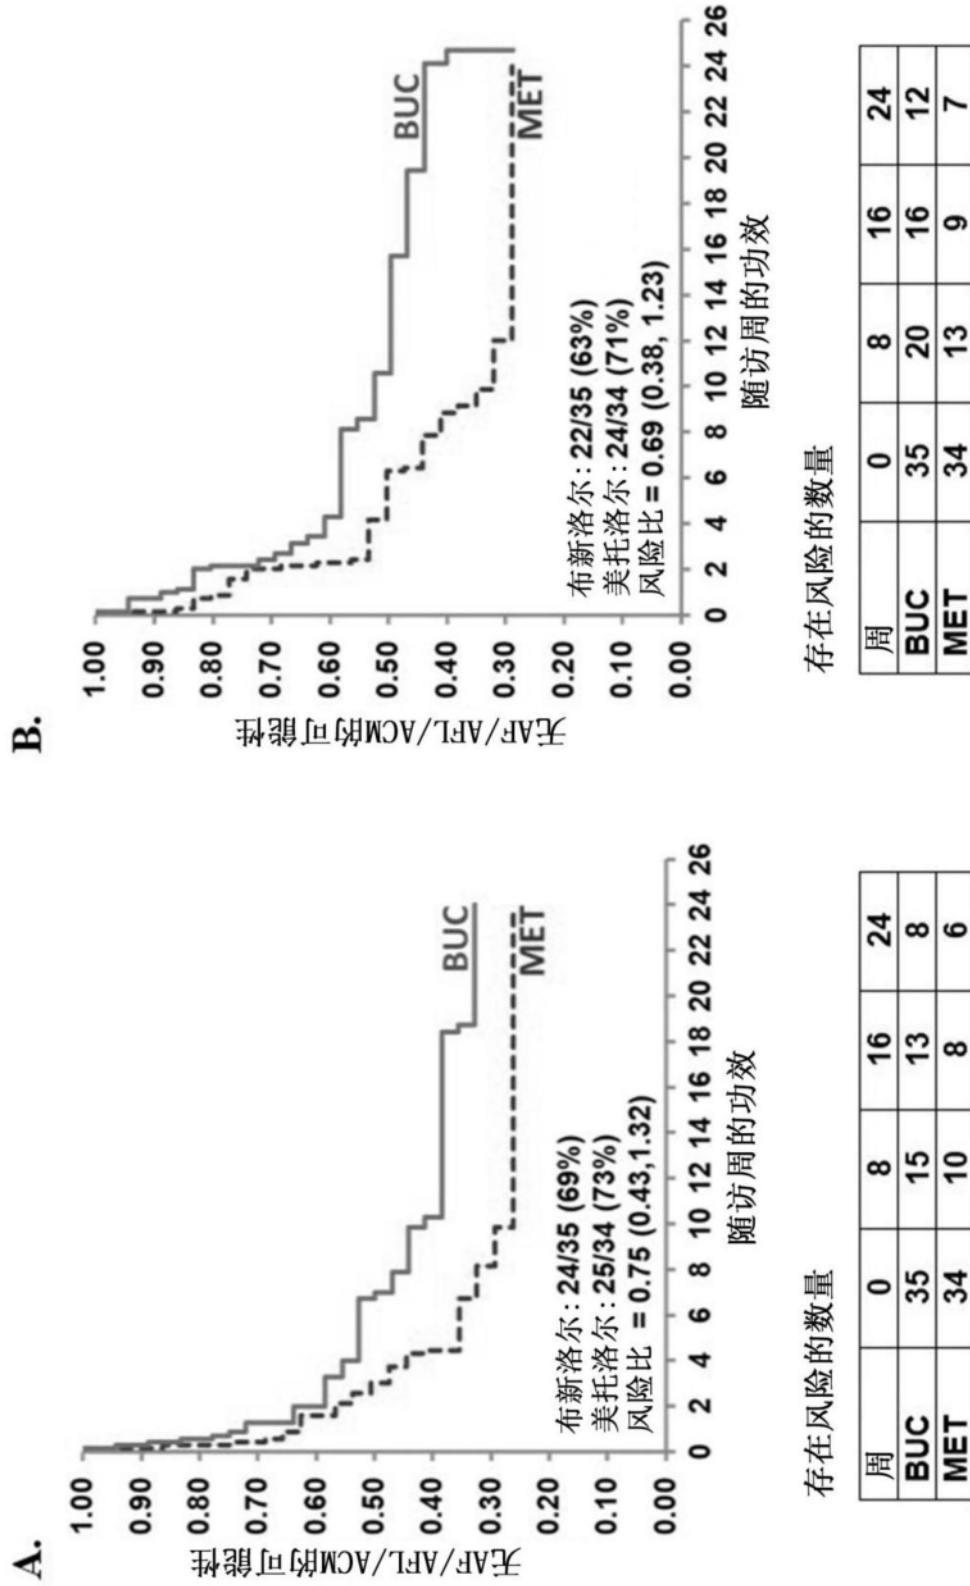 A.
无AF/AFL/ACM的可能性
1.00
0.90
0.80
0.70
0.60
0.50
0.40
0.30
0.20
0.10
0.00
BUC
MET
布新洛尔: 24/35 (69%)
美托洛尔: 25/34 (73%)
风险比 = 0.75 (0.43,1.32)
0 2 4 6 8 10 12 14 16 18 20 22 24 26
随访周的功效
存在风险的数量
周 0 8 16 24
BUC 35 15 13 8
MET 34 10 8 6
B.
无AF/AFL/ACM的可能性
1.00
0.90
0.80
0.70
0.60
0.50
0.40
0.30
0.20
0.10
0.00
BUC
MET
布新洛尔: 22/35 (63%)
美托洛尔: 24/34 (71%)
风险比 = 0.69 (0.38, 1.23)
0 2 4 6 8 10 12 14 16 18 20 22 24 26
随访周的功效
存在风险的数量
周 0 8 16 24
BUC 35 20 16 12
MET 34 13 9 7